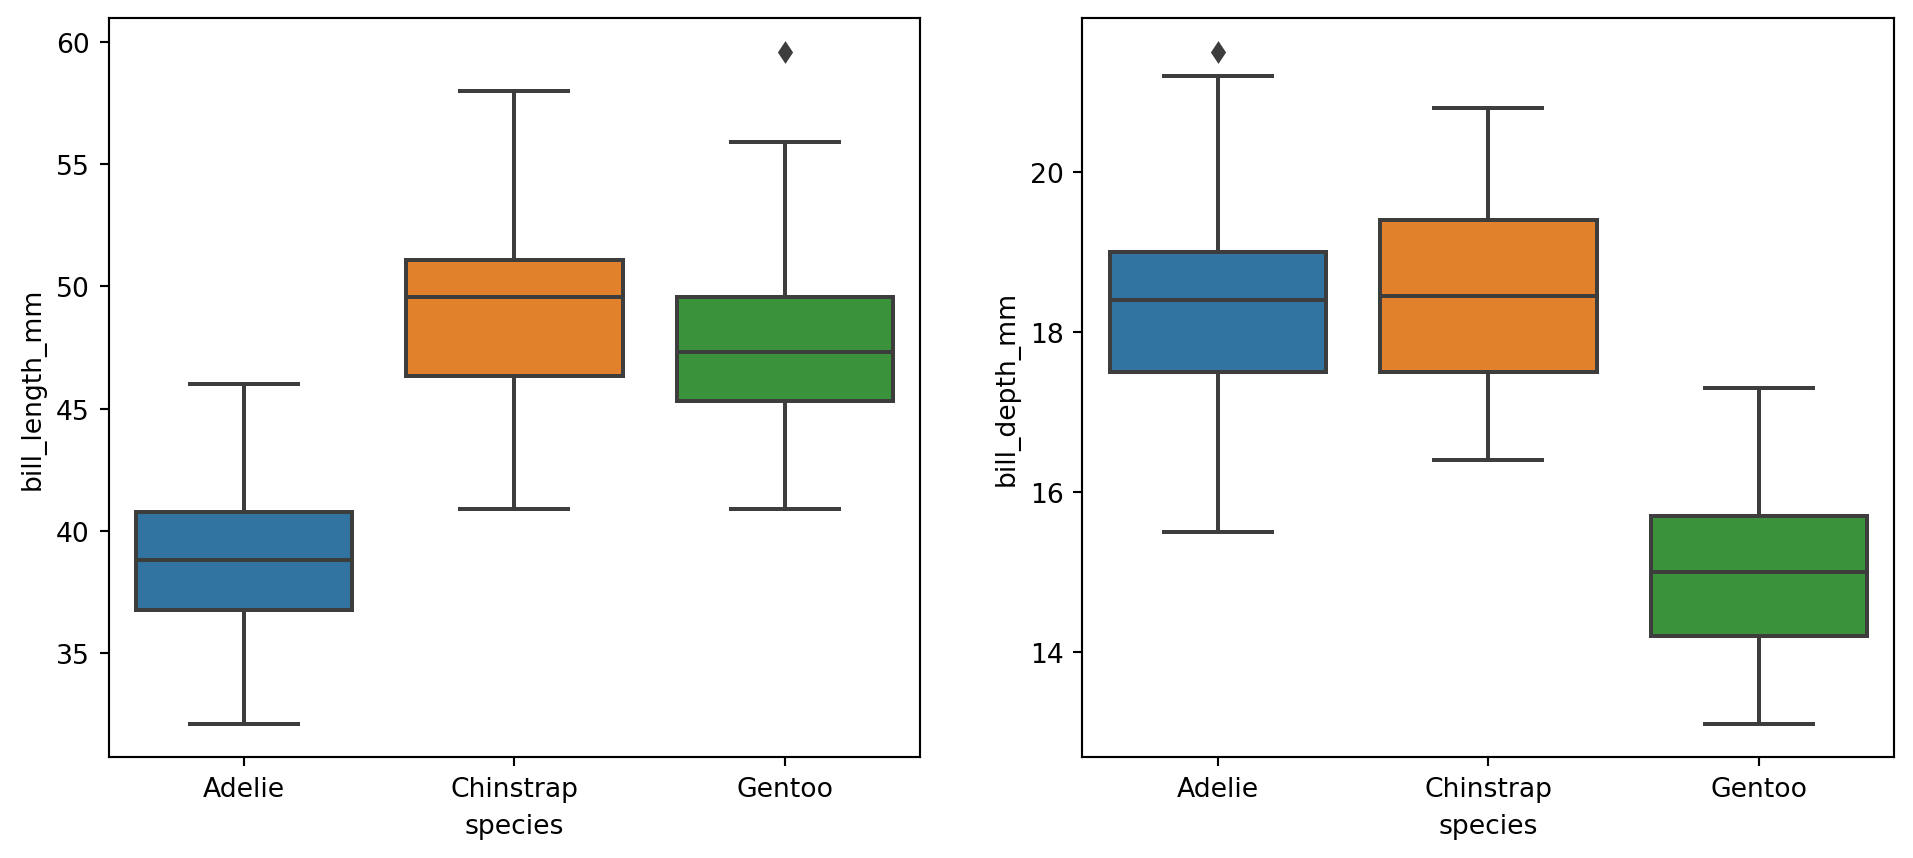 bill_length_mm
60
55
50
45
40
35
Adelie Chinstrap Gentoo
species
bill_depth_mm
20
18
16
14
Adelie Chinstrap Gentoo
species